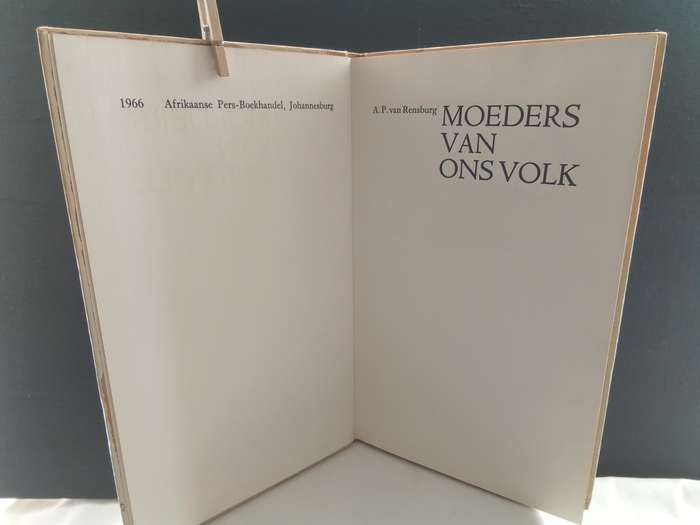 1966 Afrikaanse Pers-Boekhandel, Johannesburg
A.P. van Rensburg MOEDERS
VAN
ONS VOLK